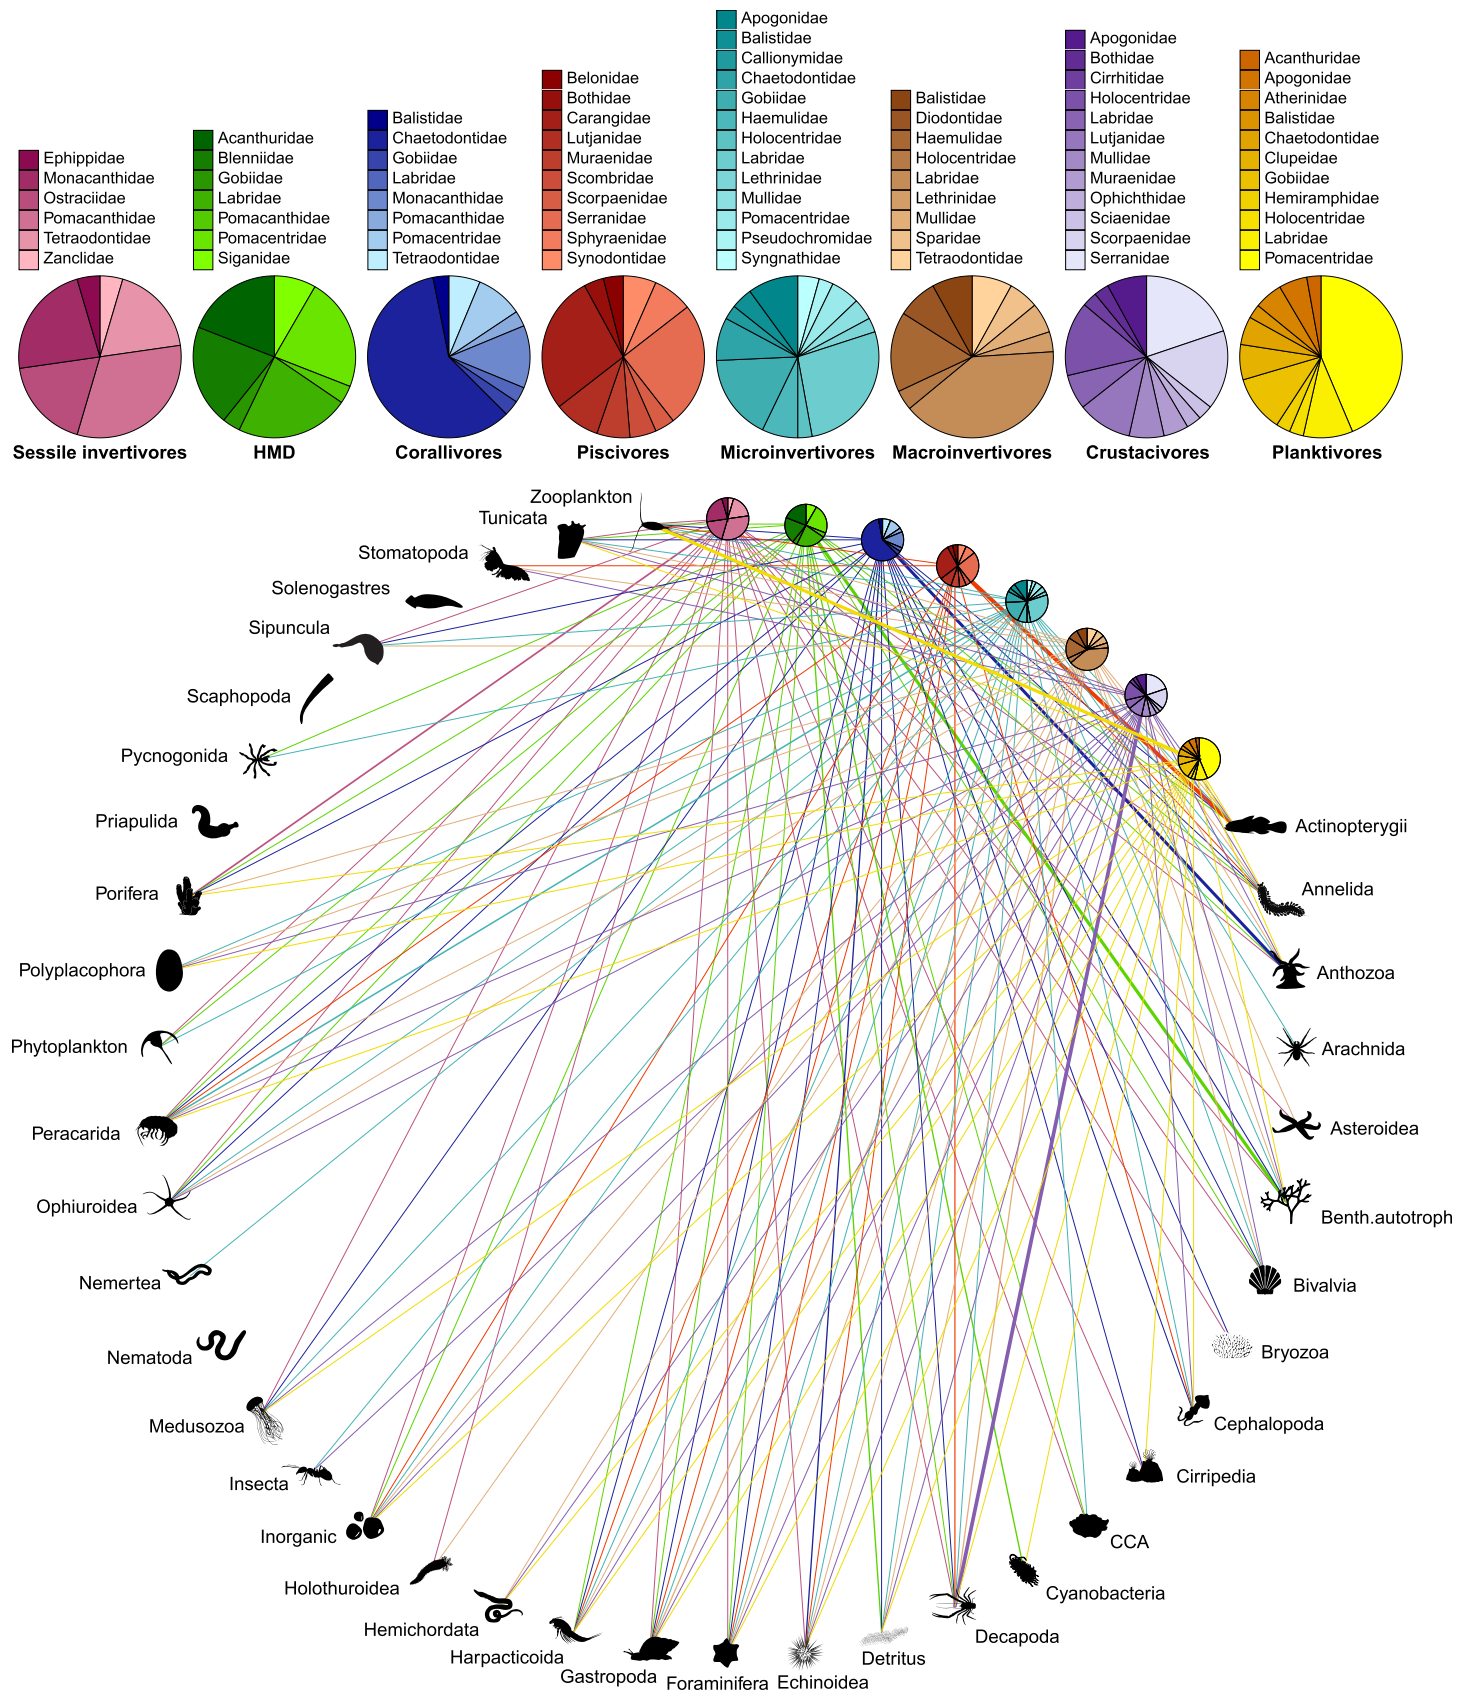 Ephippidae
Monacanthidae
Ostraciidae
Pomacanthidae
Tetraodontidae
Zanclidae
Sessile invertivores
Acanthuridae
Blenniidae
Gobiidae
Labridae
Pomacanthidae
Pomacentridae
Siganidae
HMD
Balistidae
Chaetodontidae
Gobiidae
Labridae
Monacanthidae
Pomacanthidae
Pomacentridae
Tetraodontidae
Corallivores
Belonidae
Bothidae
Carangidae
Lutjanidae
Muraenidae
Scombridae
Scorpaenidae
Serranidae
Sphyraenidae
Synodontidae
Piscivores
Apogonidae
Balistidae
Callionymidae
Chaetodontidae
Gobiidae
Haemulidae
Holocentridae
Labridae
Lethrinidae
Mullidae
Pomacentridae
Pseudochromidae
Syngnathidae
Microinvertivores
Balistidae
Diodontidae
Haemulidae
Holocentridae
Labridae
Lethrinidae
Mullidae
Sparidae
Tetraodontidae
Macroinvertivores
Apogonidae
Bothidae
Cirrhitidae
Holocentridae
Labridae
Lutjanidae
Mullidae
Muraenidae
Ophichthidae
Sciaenidae
Scorpaenidae
Serranidae
Crustacivores
Acanthuridae
Apogonidae
Atherinidae
Balistidae
Chaetodontidae
Clupeidae
Gobiidae
Hemiramphidae
Holocentridae
Labridae
Pomacentridae
Planktivores
Zooplankton
Tunicata
Stomatopoda
Solenogastres
Sipuncula
Scaphopoda
Pycnogonida
Priapulida
Porifera
Polyplacophora
Phytoplankton
Peracarida
Ophiuroidea
Nemertea
Nematoda
Medusozoa
Insecta
Inorganic
Holothuroidea
Hemichordata
Harpacticoida
Gastropoda
Foraminifera
Echinoidea
Detritus
Decapoda
Cyanobacteria
CCA
Cirripedia
Cephalopoda
Bryozoa
Bivalvia
Benth.autotroph
Asteroidea
Arachnida
Anthozoa
Annelida
Actinopterygii